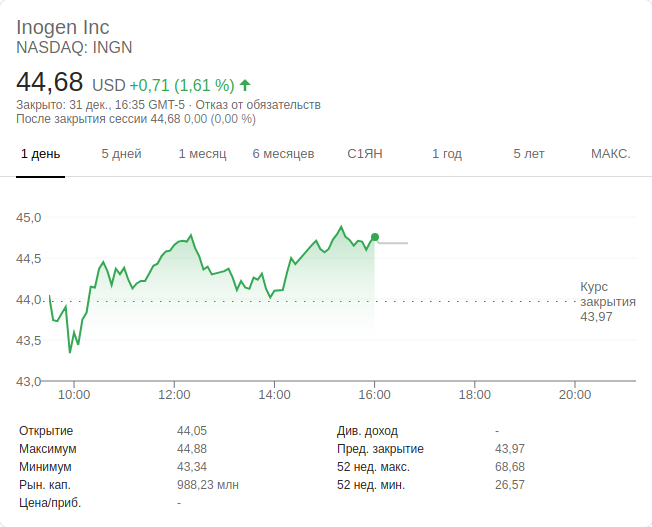 Inogen Inc
NASDAQ: INGN
44,68 USD +0,71 (1,61 %)
Закрыто: 31 дек., 16:35 GMT-5 · Отказ от обязательств
После закрытия сессии 44,68 0,00 (0,00 %)
1 день 5 дней 1 месяц 6 месяцев С1ЯН 1 год 5 лет МАКС.
45,0
44,5
44,0
43,5
43,0
Курс
закрытия
43,97
10:00 12:00 14:00 16:00 18:00 20:00
Открытие 44,05 Див. доход -
Максимум 44,88 Пред. закрытие 43,97
Минимум 43,34 52 нед. макс. 68,68
Рын. кап. 988,23 млн 52 нед. мин. 26,57
Цена/приб. -